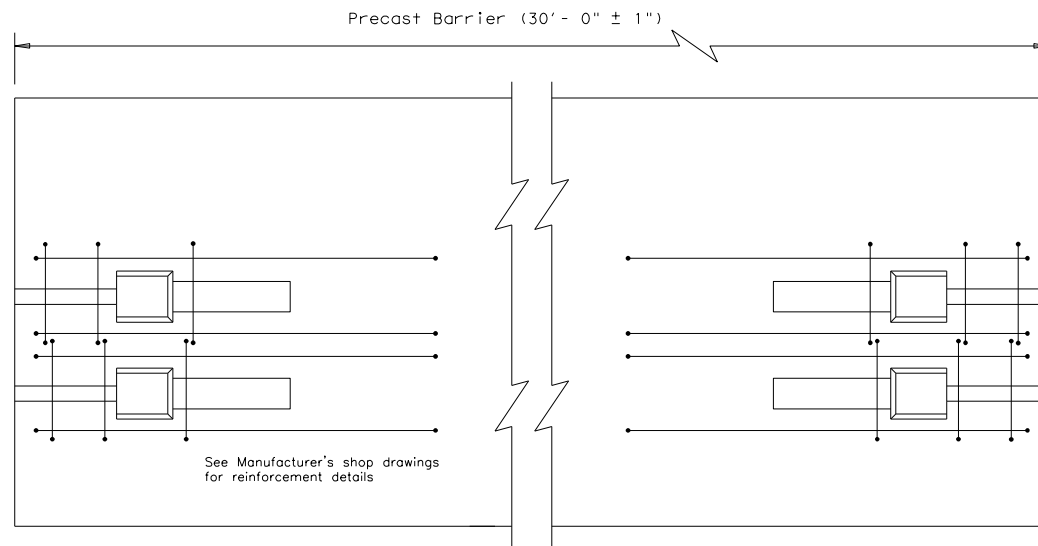 Precast Barrier (30'- 0" ± 1")
See Manufacturer's shop drawings
for reinforcement details